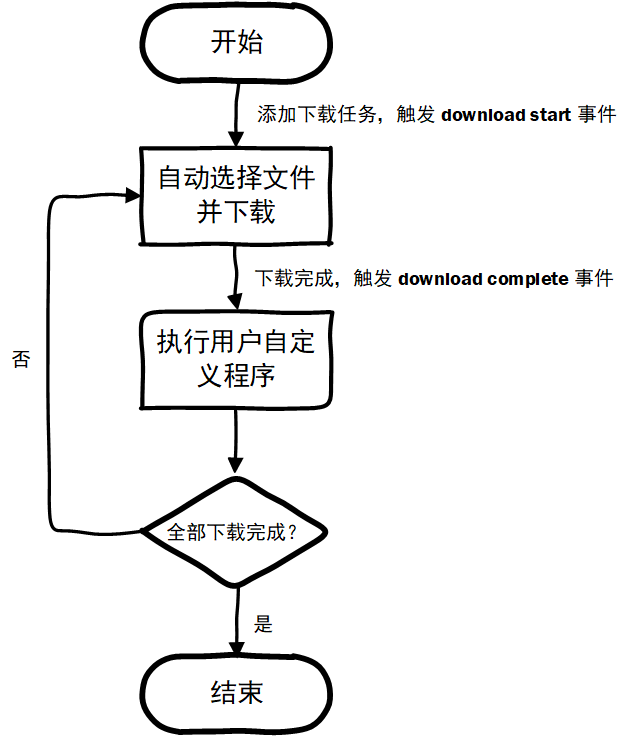 开始
添加下载任务，触发 download start 事件
自动选择文件
并下载
下载完成，触发 download complete 事件
执行用户自定
义程序
否
全部下载完成？
是
结束